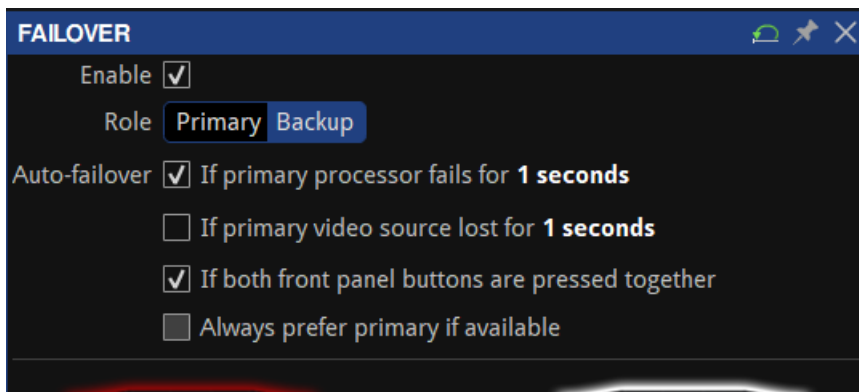 FAILOVER
Enable
Role Primary Backup
Auto-failover If primary processor fails for 1 seconds
If primary video source lost for 1 seconds
If both front panel buttons are pressed together
Always prefer primary if available